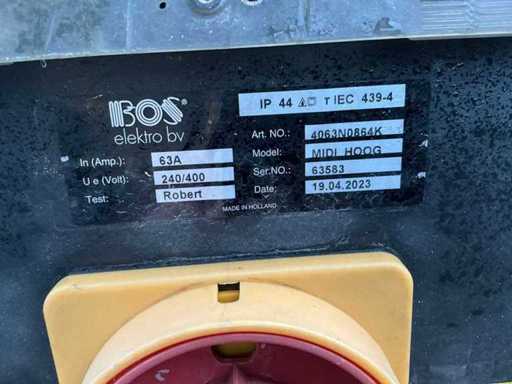 BOS
elektro bv
IP 44 T IEC 439-4
Art. NO.: 4063N0864K
In (Amp.): 63A
Model: MIDI HOOG
U e (Volt): 240/400
Ser.NO.: 63583
Test: Robert
Date: 19.04.2023
MADE IN HOLLAND